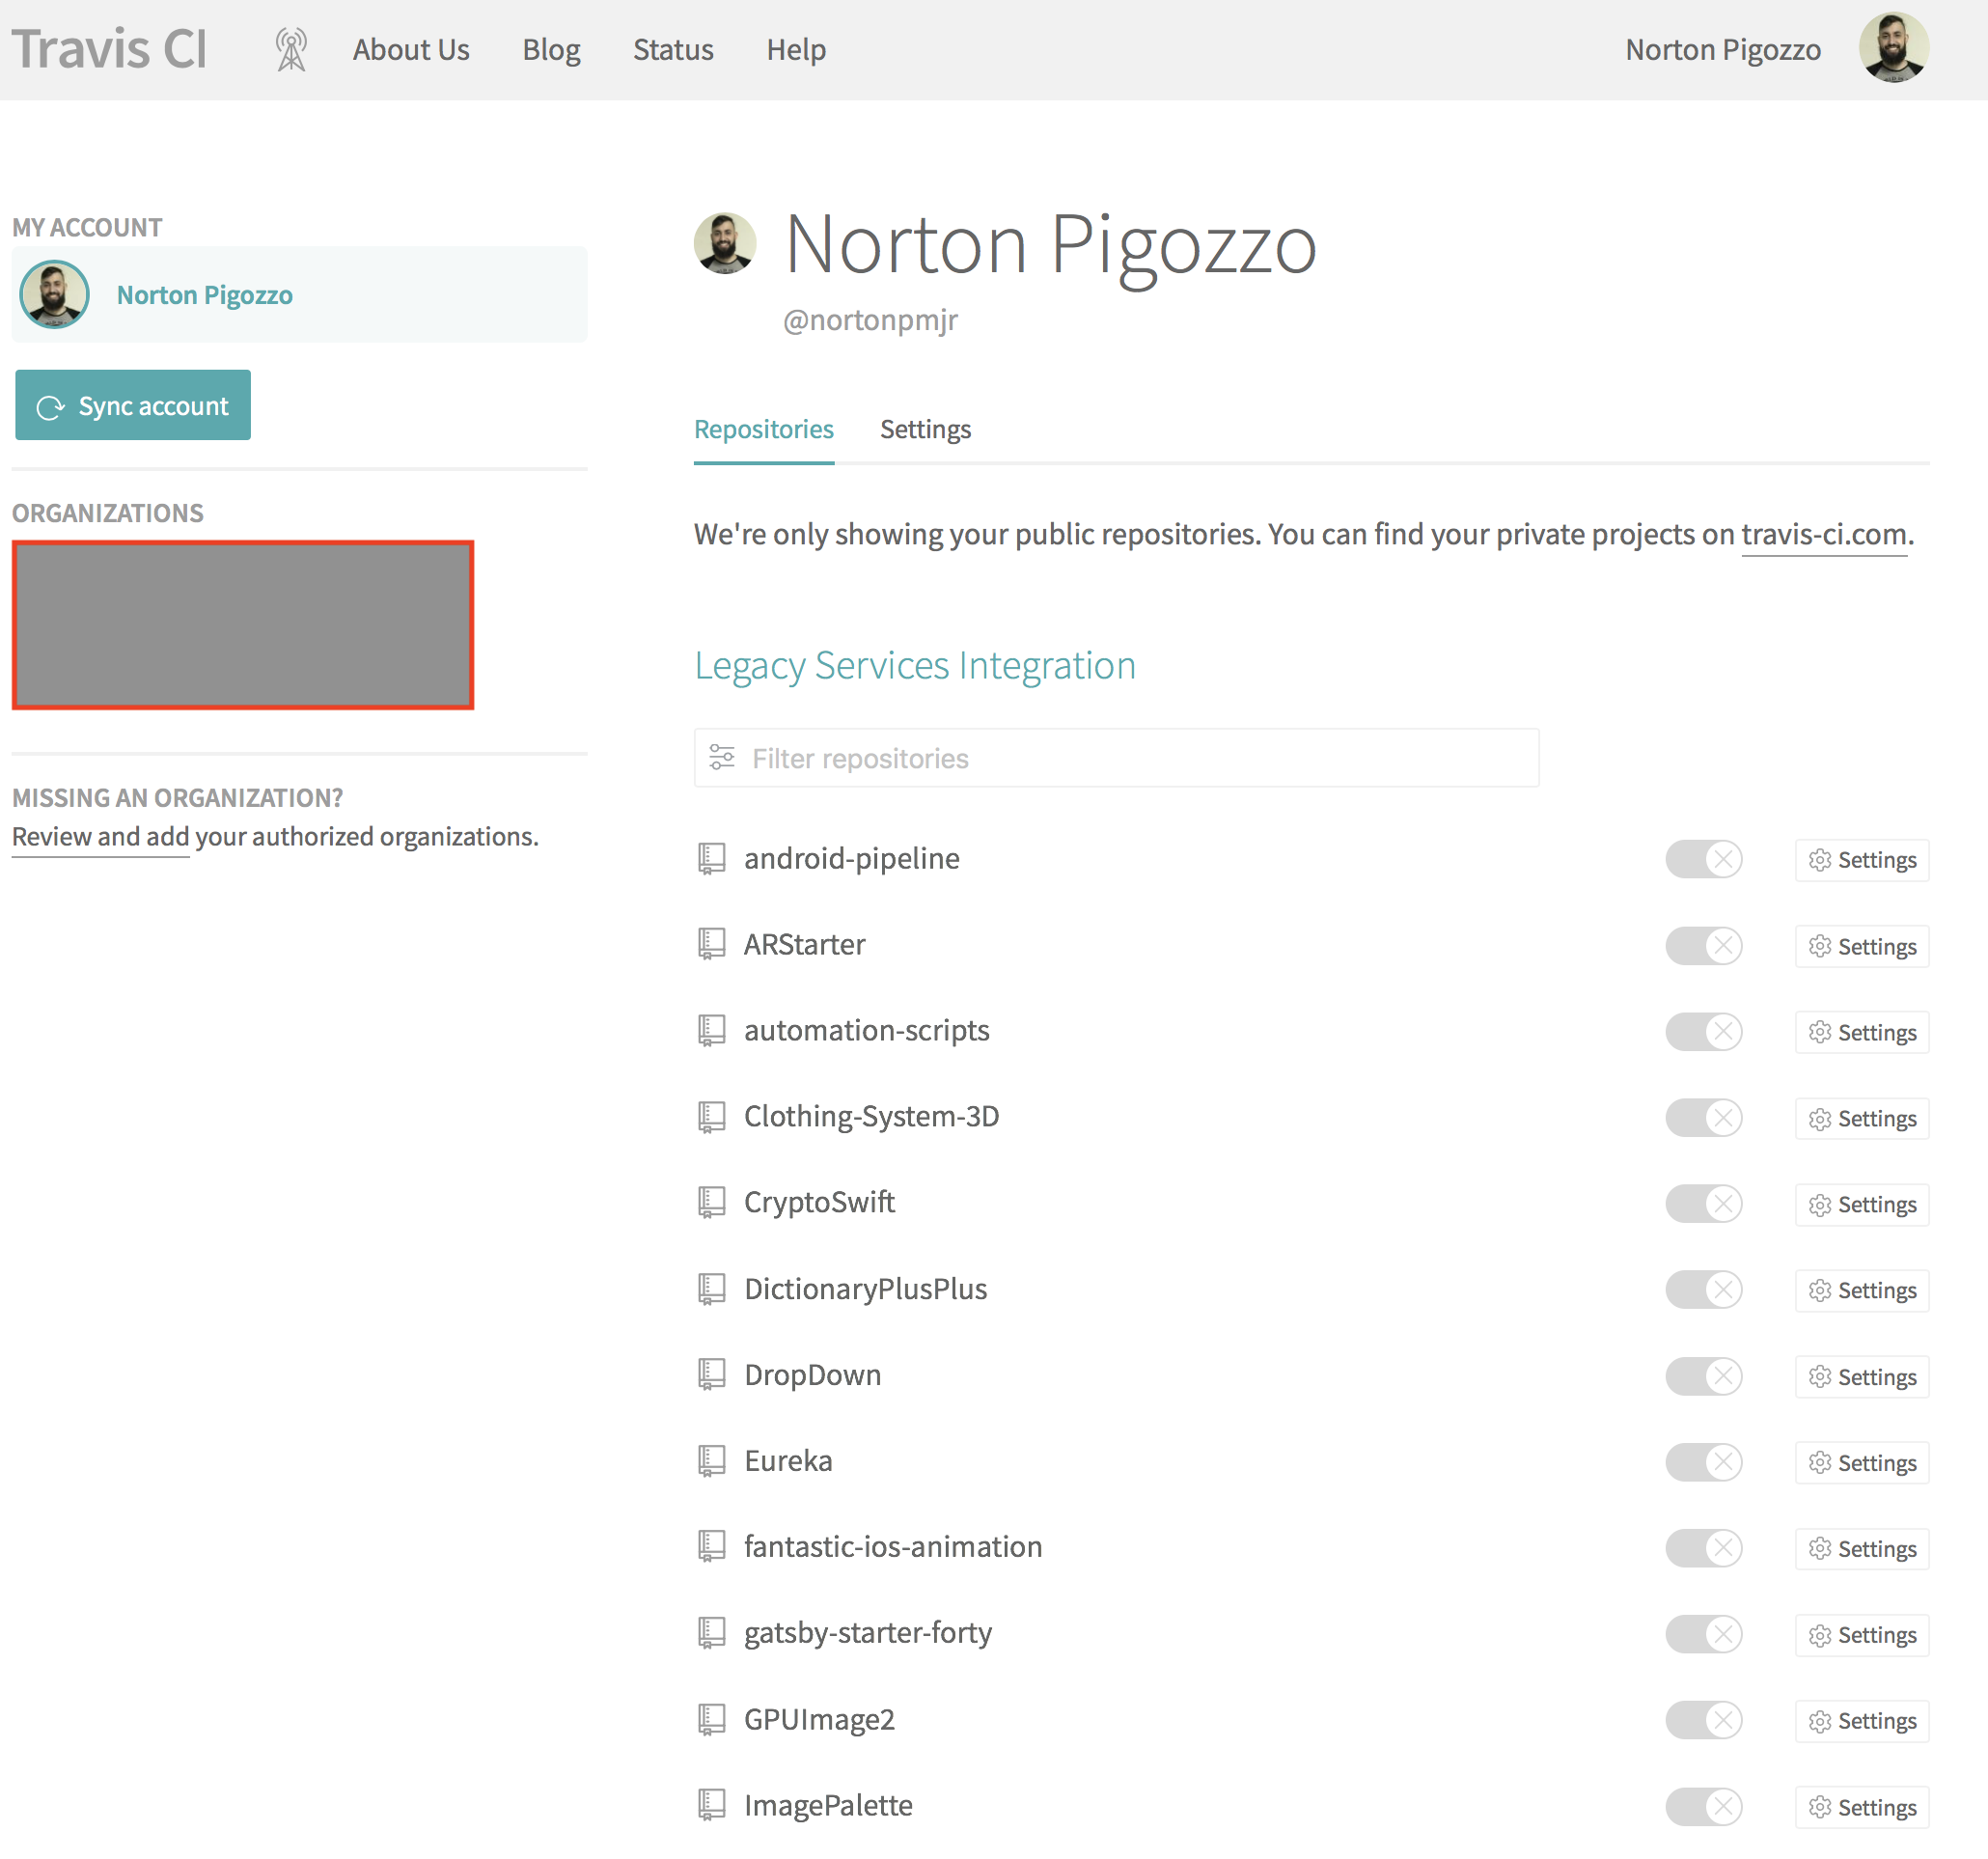 Travis CI About Us Blog Status Help Norton Pigozzo
MY ACCOUNT
Norton Pigozzo
Sync account
ORGANIZATIONS
MISSING AN ORGANIZATION?
Review and add your authorized organizations.
Norton Pigozzo
@nortonpmjr
Repositories Settings
We're only showing your public repositories. You can find your private projects on travis-ci.com.
Legacy Services Integration
Filter repositories
android-pipeline Settings
ARStarter Settings
automation-scripts Settings
Clothing-System-3D Settings
CryptoSwift Settings
DictionaryPlusPlus Settings
DropDown Settings
Eureka Settings
fantastic-ios-animation Settings
gatsby-starter-forty Settings
GPUImage2 Settings
ImagePalette Settings